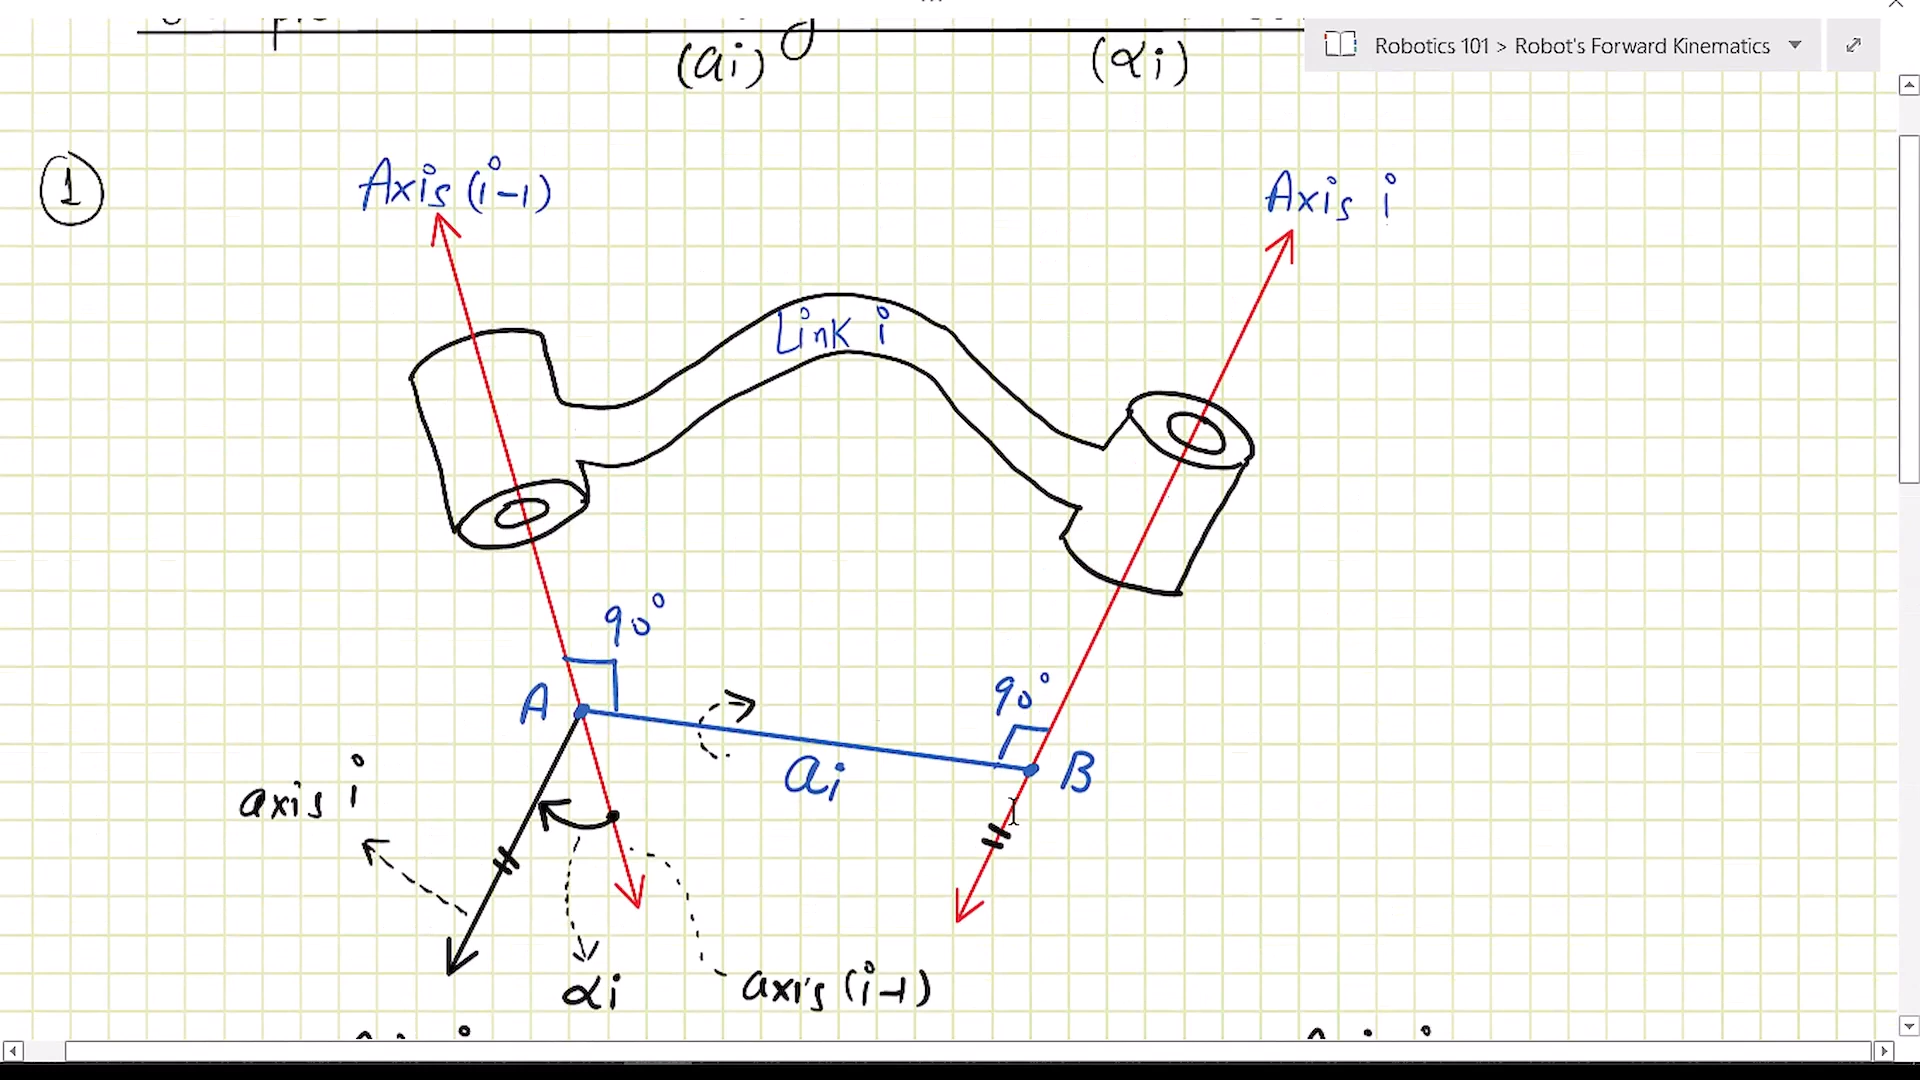 Robotics 101 > Robot's Forward Kinematics
(ai)
(αi)
1
Axis (i-1)
Axis i
Link i
90°
A
90°
ai
B
axis i
αi
axis (i-1)